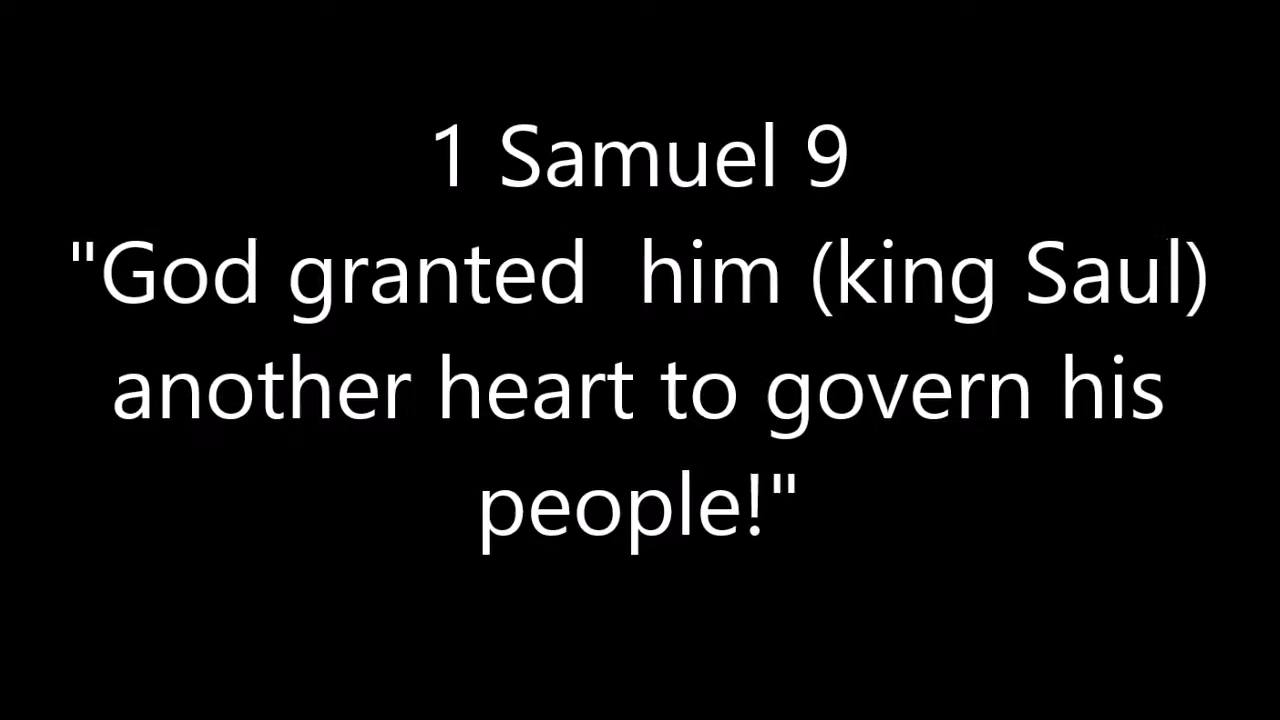 1 Samuel 9
"God granted  him (king Saul)
another heart to govern his
people!"